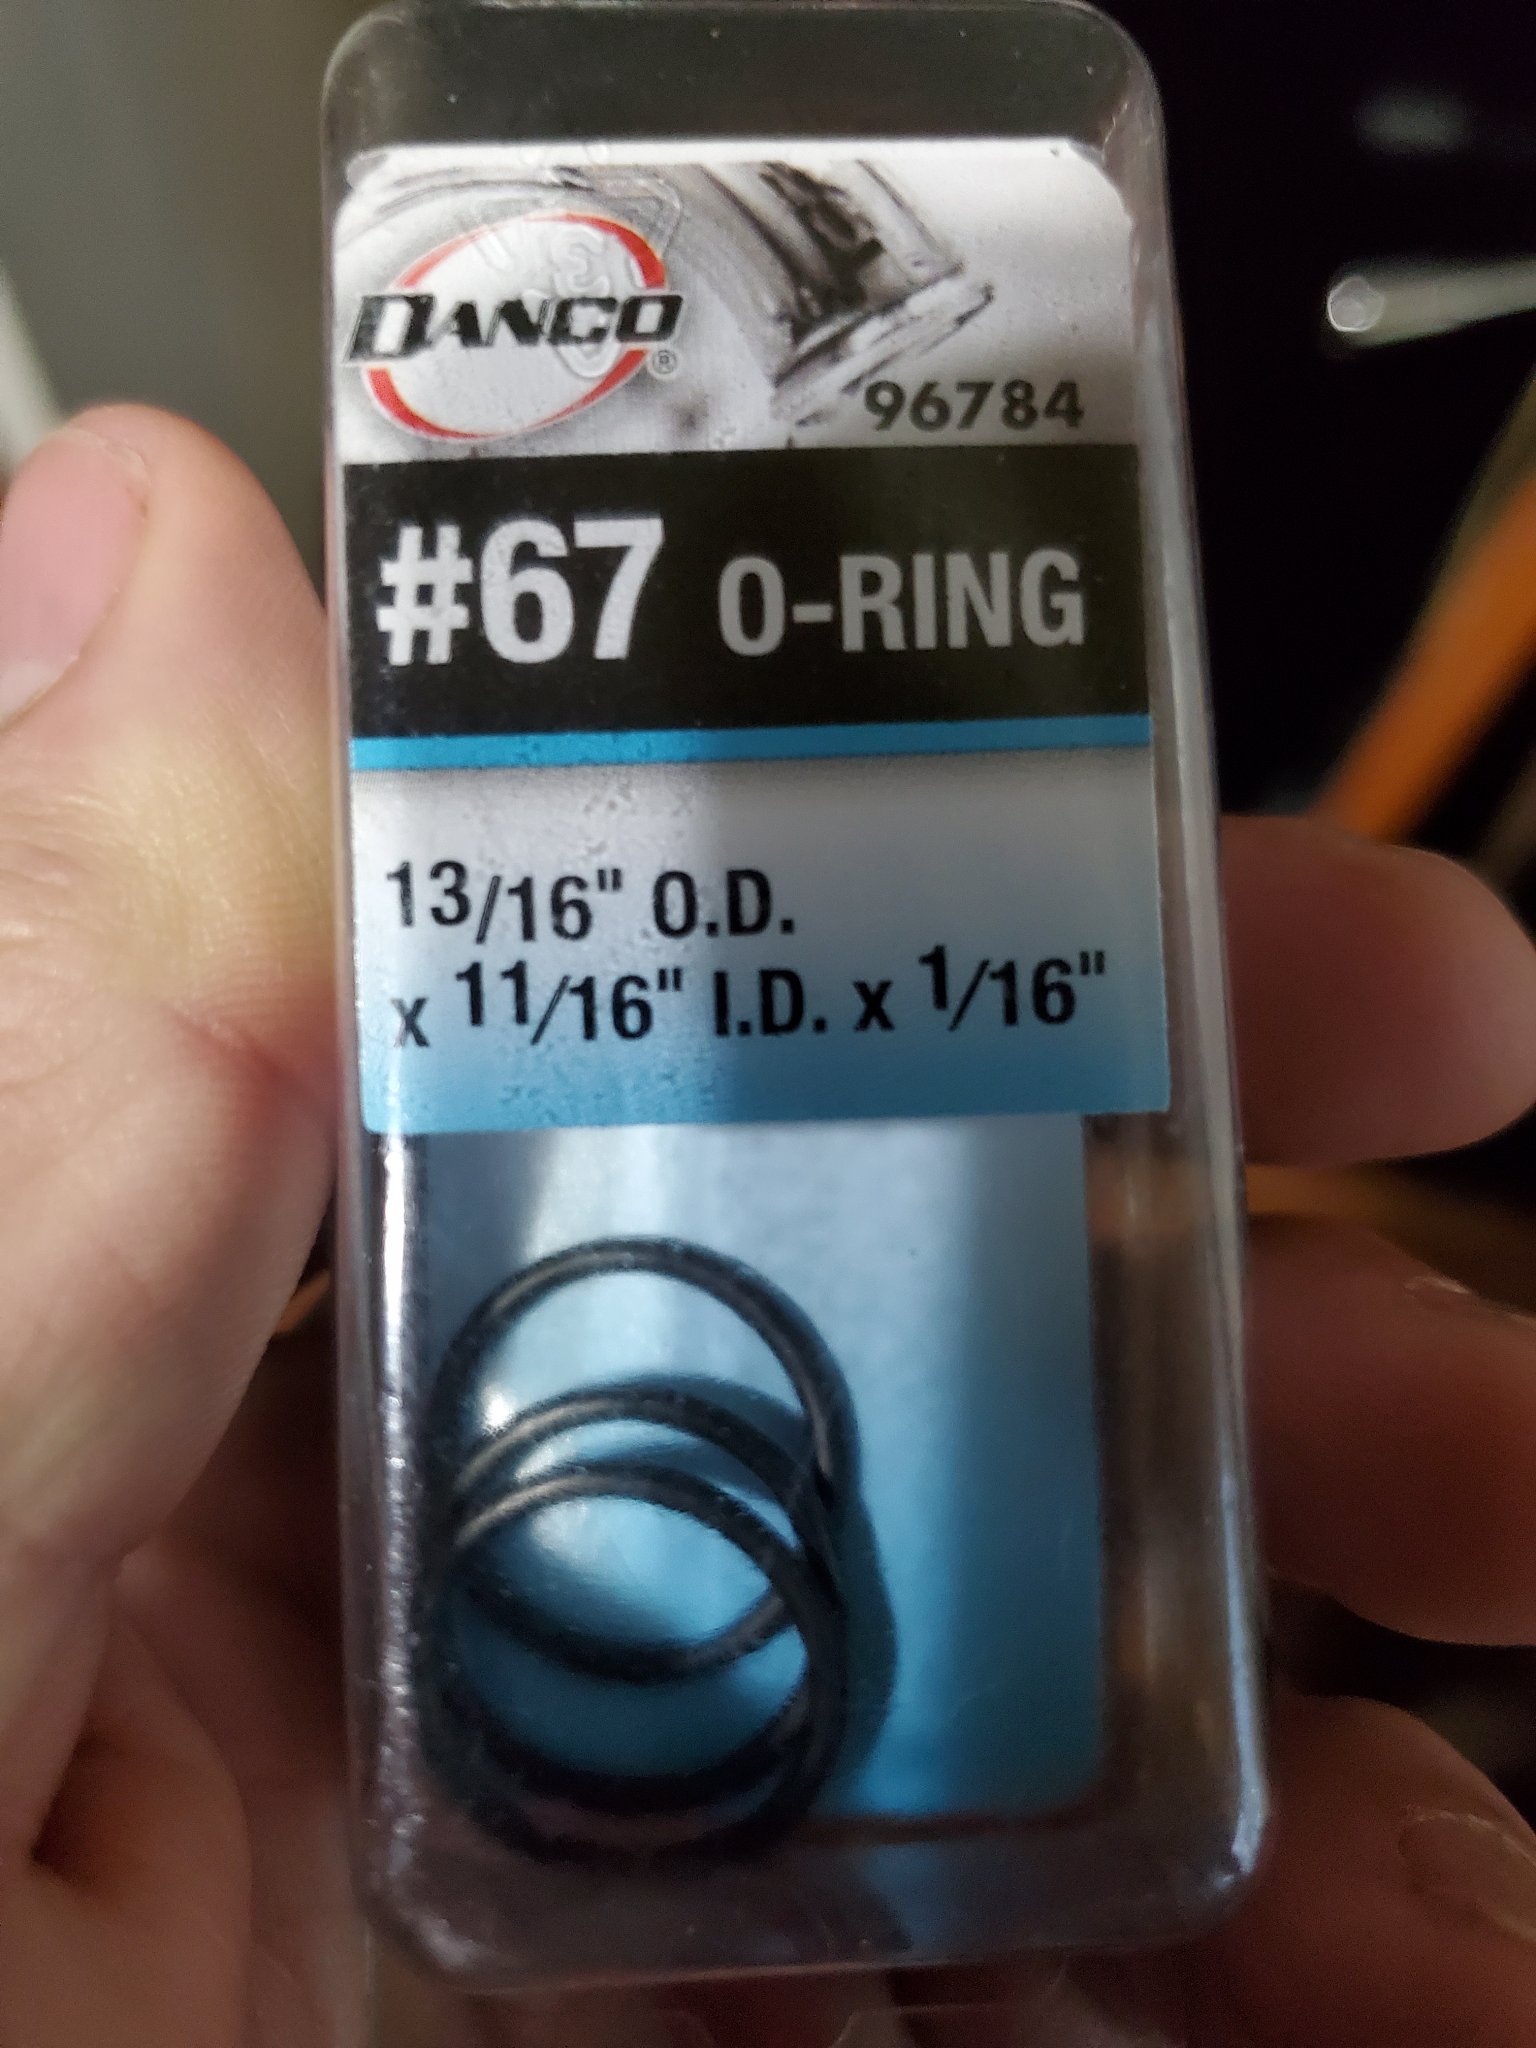 DANCO®
96784
#67 O-RING
13/16" O.D.
x 11/16" I.D. x 1/16"